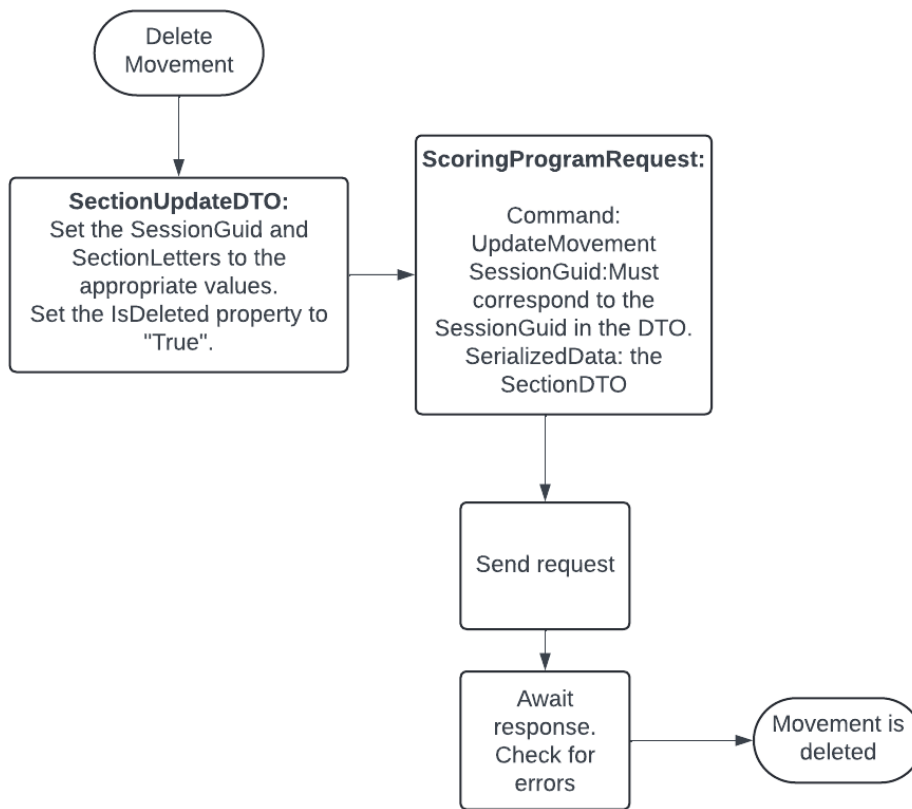 Delete
Movement
SectionUpdateDTO:
Set the SessionGuid and
SectionLetters to the
appropriate values.
Set the IsDeleted property to
"True".
ScoringProgramRequest:
Command:
UpdateMovement
SessionGuid:Must
correspond to the
SessionGuid in the DTO.
SerializedData: the
SectionDTO
Send request
Await
response.
Check for
errors
Movement is
deleted